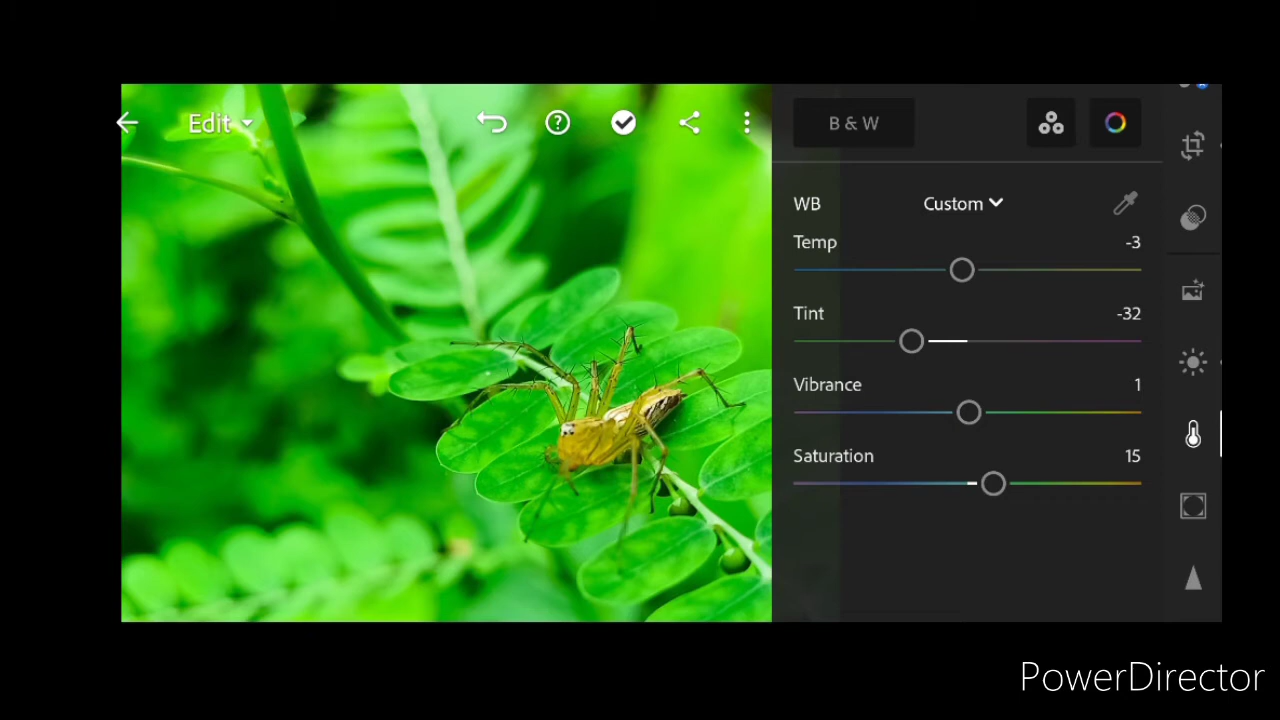 Edit
B & W
WB Custom
Temp -3
Tint -32
Vibrance 1
Saturation 15
PowerDirector